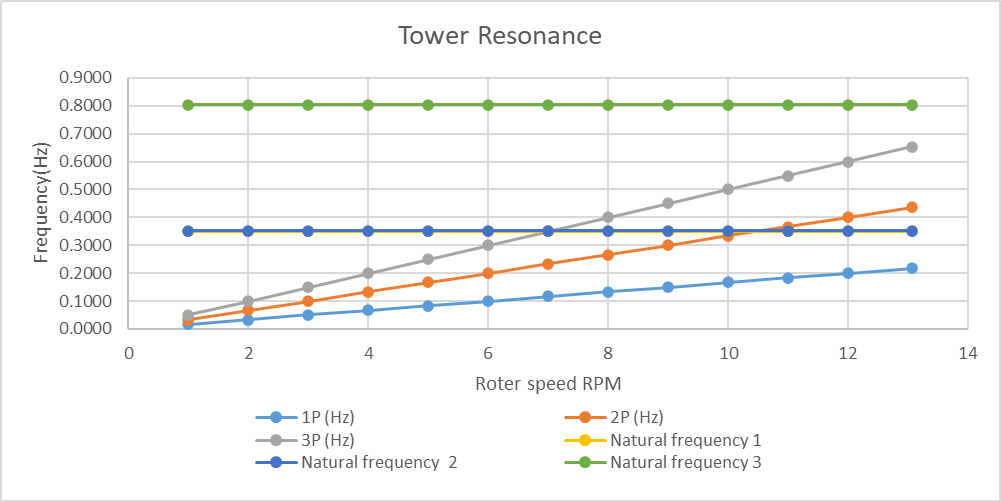 Tower Resonance
Frequency(Hz)
0.9000
0.8000
0.7000
0.6000
0.5000
0.4000
0.3000
0.2000
0.1000
0.0000
0 2 4 6 8 10 12 14
Roter speed RPM
1P (Hz) 2P (Hz)
3P (Hz) Natural frequency 1
Natural frequency  2 Natural frequency 3